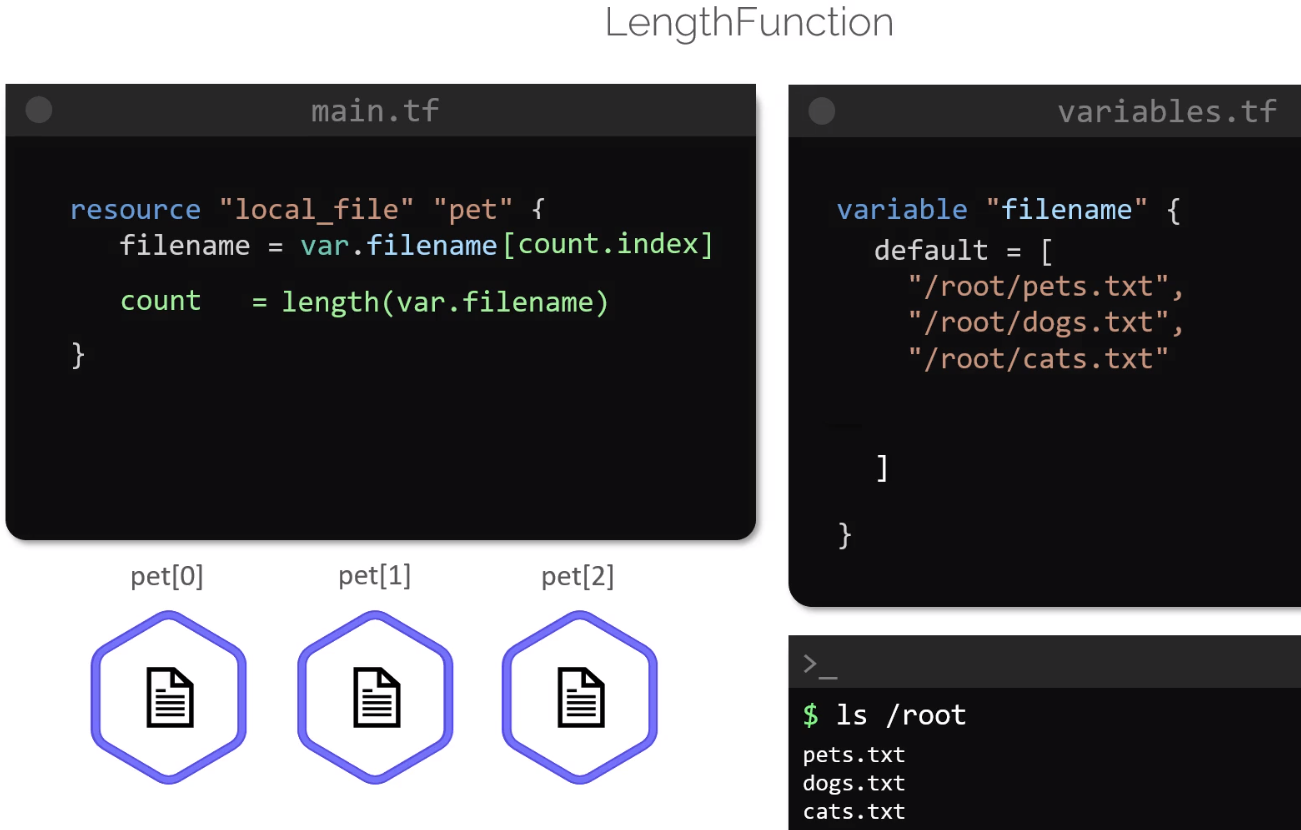 LengthFunction
main.tf
resource "local_file" "pet" {
filename = var.filename[count.index]
count = length(var.filename)
}
pet[0] pet[1] pet[2]
variables.tf
variable "filename" {
default = [
"/root/pets.txt",
"/root/dogs.txt",
"/root/cats.txt"
]
}
>_
$ ls /root
pets.txt
dogs.txt
cats.txt